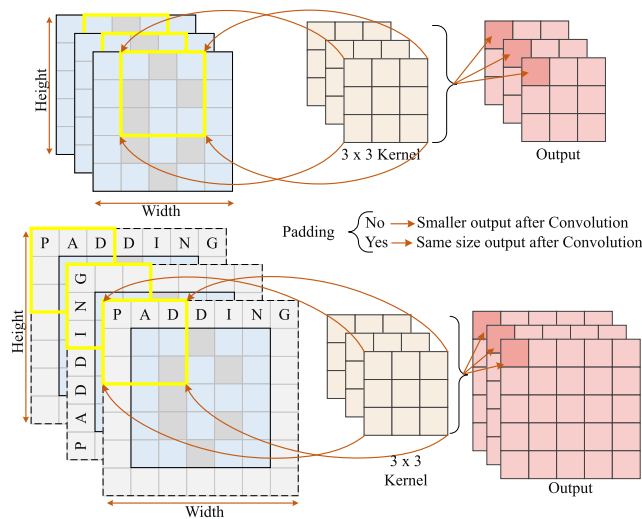 Height
Width
3 x 3 Kernel
Output
Padding
No
Smaller output after Convolution
Yes
Same size output after Convolution
P A D D I N G
P A D D I N G
P A D D I N G
Height
Width
3 x 3
Kernel
Output